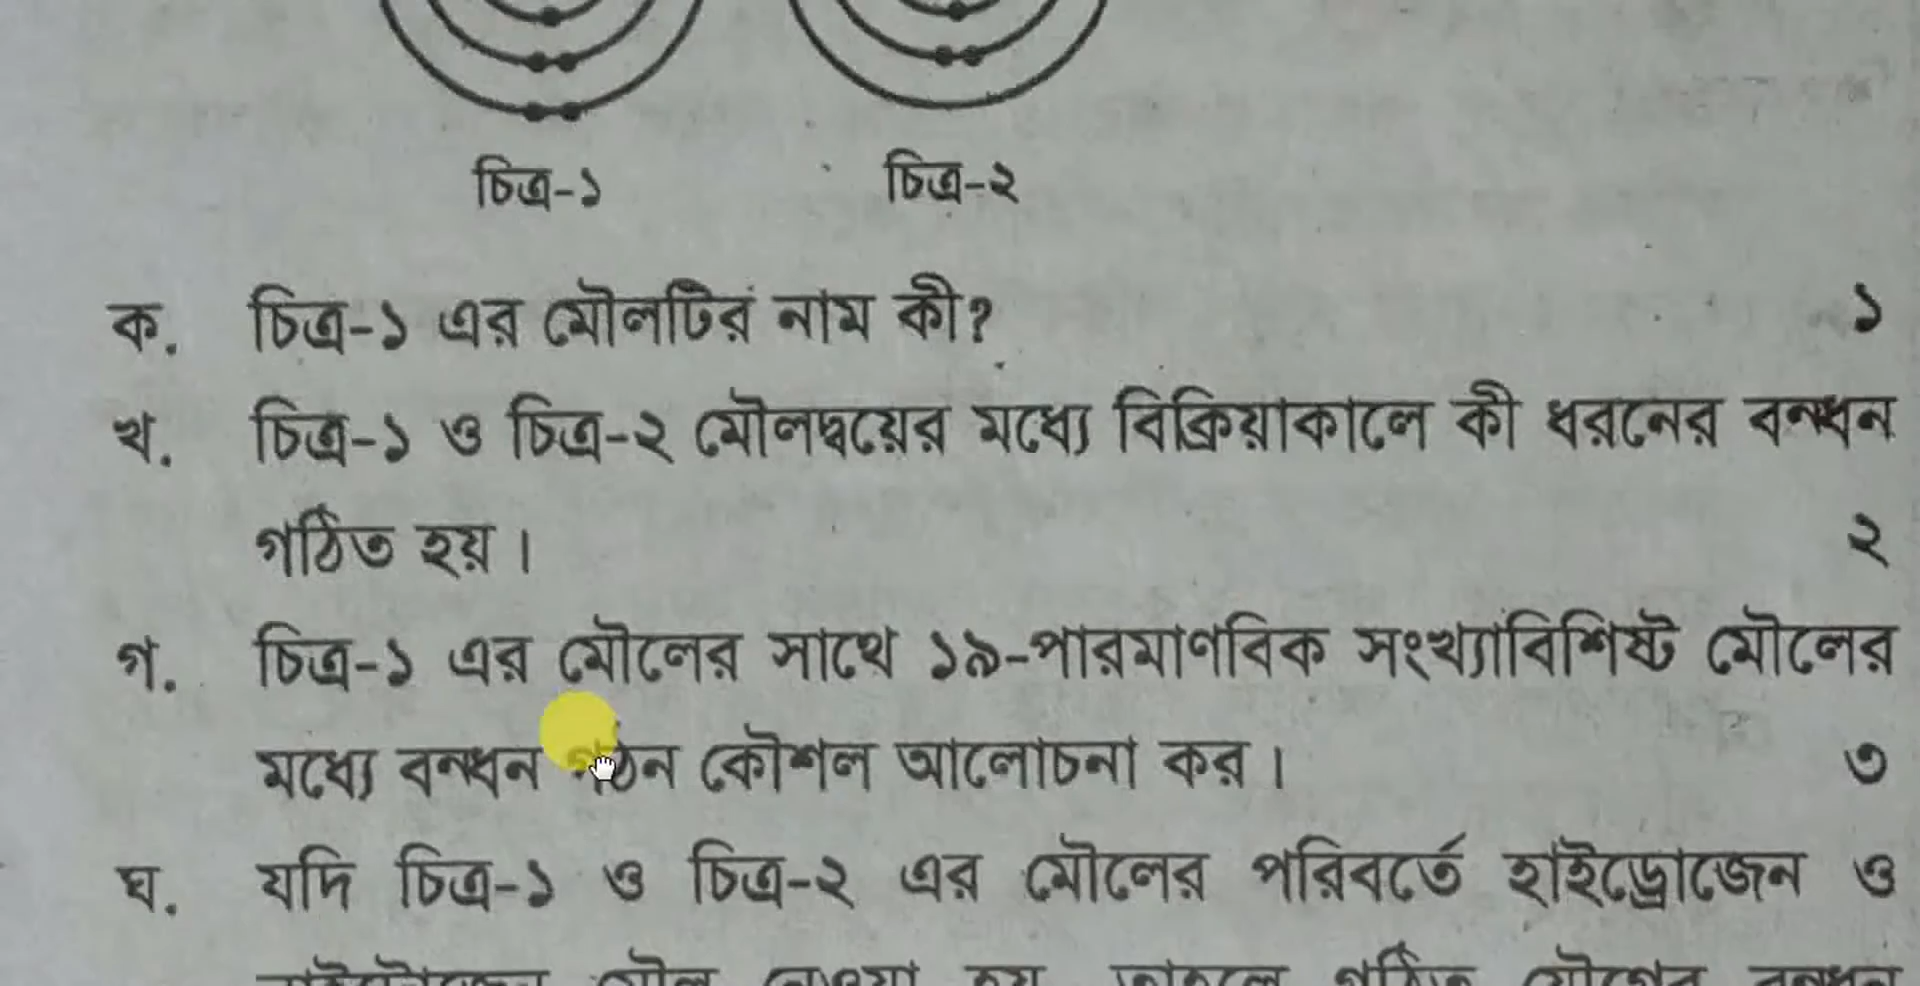 চিত্র-১ চিত্র-২
ক. চিত্র-১ এর মৌলটির নাম কী? ১
খ. চিত্র-১ ও চিত্র-২ মৌলদ্বয়ের মধ্যে বিক্রিয়াকালে কী ধরনের বন্ধন
গঠিত হয়। ২
গ. চিত্র-১ এর মৌলের সাথে ১৯-পারমাণবিক সংখ্যাবিশিষ্ট মৌলের
মধ্যে বন্ধন গঠন কৌশল আলোচনা কর। ৩
ঘ. যদি চিত্র-১ ও চিত্র-২ এর মৌলের পরিবর্তে হাইড্রোজেন ও